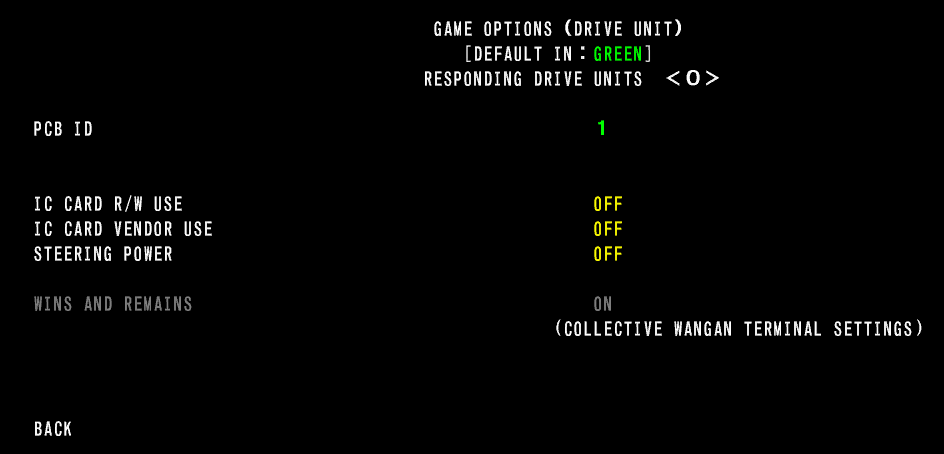 GAME OPTIONS (DRIVE UNIT)
[DEFAULT IN:GREEN]
RESPONDING DRIVE UNITS <0>
PCB ID 1
IC CARD R/W USE OFF
IC CARD VENDOR USE OFF
STEERING POWER OFF
WINS AND REMAINS ON
(COLLECTIVE WANGAN TERMINAL SETTINGS)
BACK